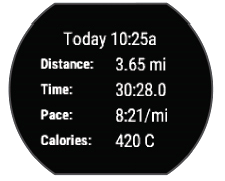 Today 10:25a
Distance: 3.65 mi
Time: 30:28.0
Pace: 8:21/mi
Calories: 420 C